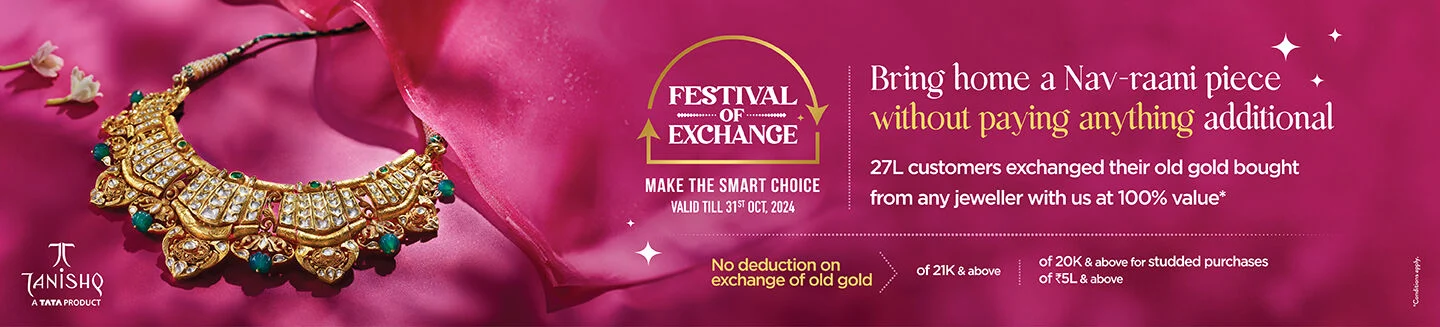 TANISHQ
A TATA PRODUCT
FESTIVAL
OF
EXCHANGE
MAKE THE SMART CHOICE
VALID TILL 31ST OCT, 2024
Bring home a Nav-raani piece
without paying anything additional
27L customers exchanged their old gold bought
from any jeweller with us at 100% value*
No deduction on
exchange of old gold
of 21K & above
of 20K & above for studded purchases
of ₹5L & above
*Conditions apply.